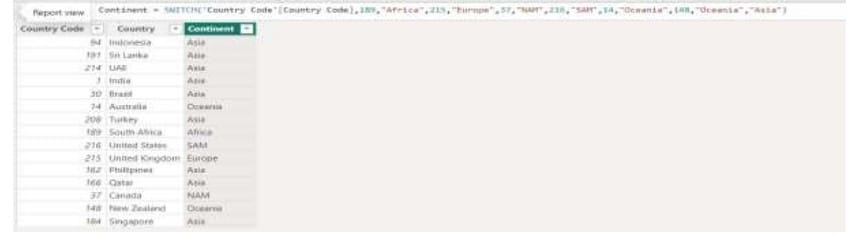 Report view
Continent = SWITCH('Country Code'[Country Code],189,"Africa",215,"Europe",37,"NAM",216,"SAM",14,"Oceania",148,"Oceania","Asia")
Country Code Country Continent
94 Indonesia Asia
191 Sri Lanka Asia
214 UAE Asia
1 India Asia
30 Brazil Asia
14 Australia Oceania
208 Turkey Asia
189 South Africa Africa
216 United States SAM
215 United Kingdom Europe
162 Phillipines Asia
166 Qatar Asia
37 Canada NAM
148 New Zealand Oceania
184 Singapore Asia